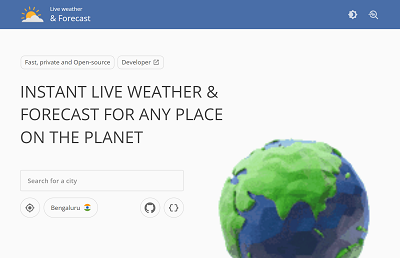 Live weather
& Forecast
Fast, private and Open-source
Developer
INSTANT LIVE WEATHER &
FORECAST FOR ANY PLACE
ON THE PLANET
Search for a city
Bengaluru